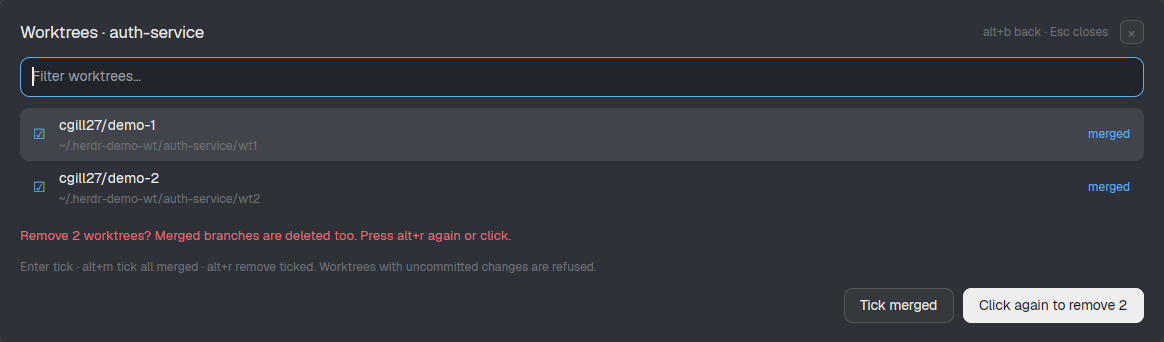 Worktrees · auth-service
alt+b back · Esc closes ×
Filter worktrees...
cgill27/demo-1
~/.herdr-demo-wt/auth-service/wt1
merged
cgill27/demo-2
~/.herdr-demo-wt/auth-service/wt2
merged
Remove 2 worktrees? Merged branches are deleted too. Press alt+r again or click.
Enter tick · alt+m tick all merged · alt+r remove ticked. Worktrees with uncommitted changes are refused.
Tick merged
Click again to remove 2